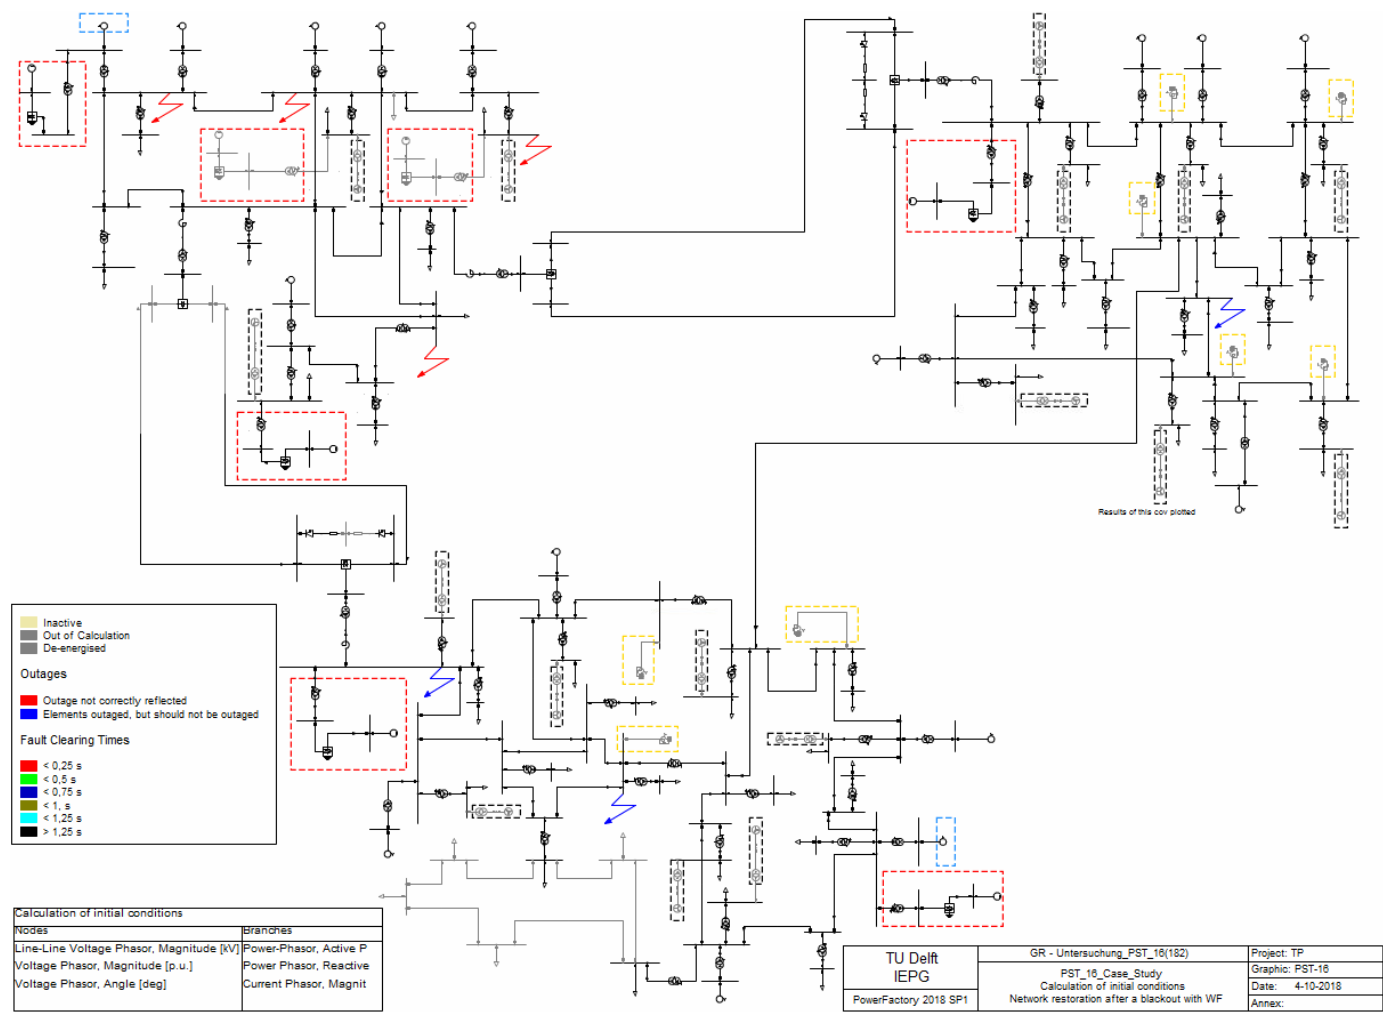 Results of this cov plotted
Inactive
Out of Calculation
De-energised
Outages
Outage not correctly reflected
Elements outaged, but should not be outaged
Fault Clearing Times
< 0,25 s
< 0,5 s
< 0,75 s
< 1, s
< 1,25 s
> 1,25 s
Calculation of initial conditions
Nodes Branches
Line-Line Voltage Phasor, Magnitude [kV] Power-Phasor, Active P
Voltage Phasor, Magnitude [p.u.] Power Phasor, Reactive
Voltage Phasor, Angle [deg] Current Phasor, Magnit
TU Delft
IEPG
PowerFactory 2018 SP1
GR - Untersuchung_PST_16(182)
PST_16_Case_Study
Calculation of initial conditions
Network restoration after a blackout with WF
Project: TP
Graphic: PST-16
Date: 4-10-2018
Annex: